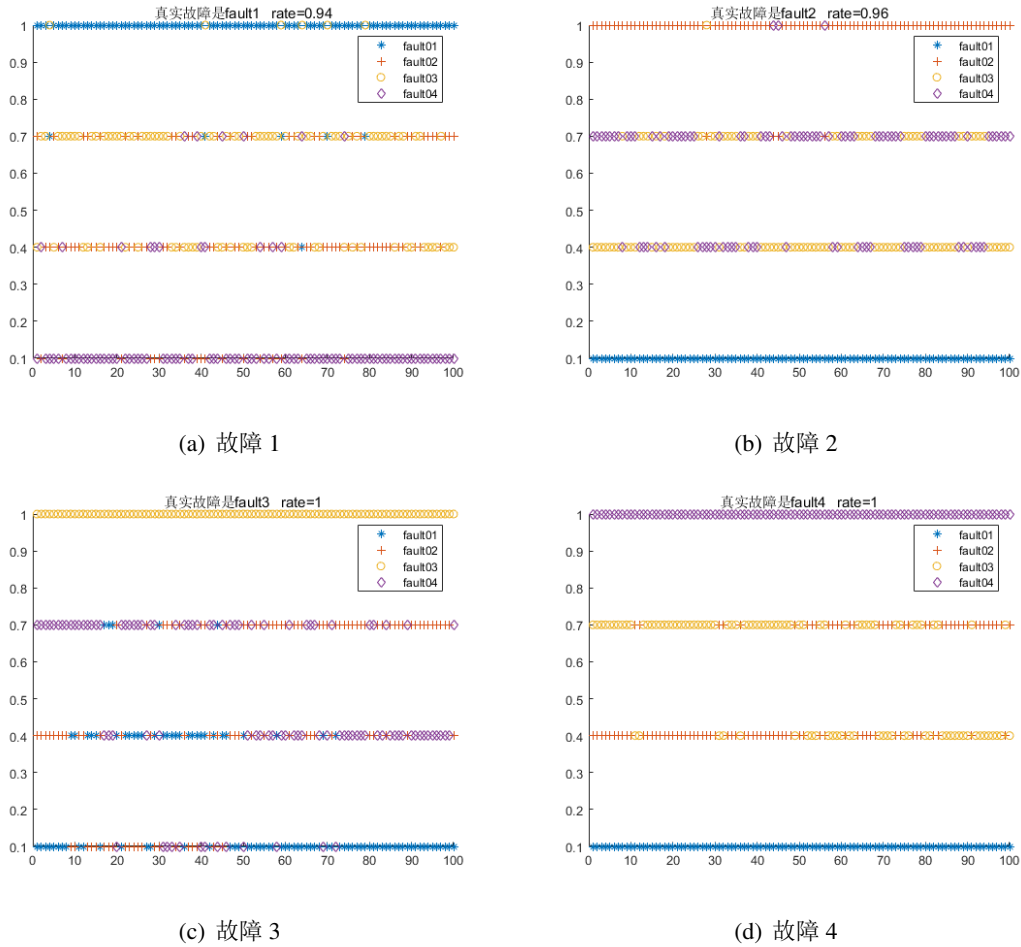 真实故障是fault1 rate=0.94
1
0.9
0.8
0.7
0.6
0.5
0.4
0.3
0.2
0.1
0 10 20 30 40 50 60 70 80 90 100
fault01
fault02
fault03
fault04
(a) 故障 1
真实故障是fault2 rate=0.96
1
0.9
0.8
0.7
0.6
0.5
0.4
0.3
0.2
0.1
0 10 20 30 40 50 60 70 80 90 100
fault01
fault02
fault03
fault04
(b) 故障 2
真实故障是fault3 rate=1
1
0.9
0.8
0.7
0.6
0.5
0.4
0.3
0.2
0.1
0 10 20 30 40 50 60 70 80 90 100
fault01
fault02
fault03
fault04
(c) 故障 3
真实故障是fault4 rate=1
1
0.9
0.8
0.7
0.6
0.5
0.4
0.3
0.2
0.1
0 10 20 30 40 50 60 70 80 90 100
fault01
fault02
fault03
fault04
(d) 故障 4